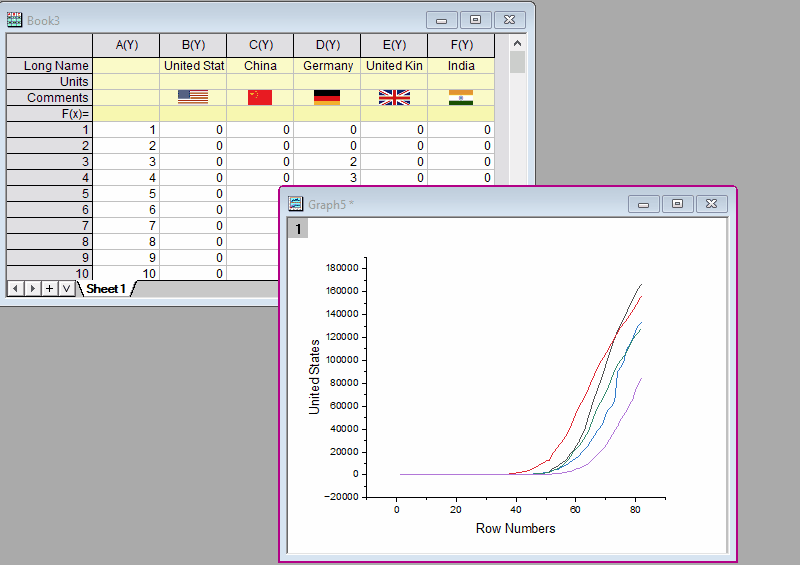 Book3
A(Y) B(Y) C(Y) D(Y) E(Y) F(Y)
Long Name United Stat China Germany United Kin India
Units
Comments
F(x)=
1 1 0 0 0 0 0
2 2 0 0 0 0 0
3 3 0 0 2 0 0
4 4 0 0 3 0 0
5 5 0
6 6 0
7 7 0
8 8 0
9 9 0
10 10 0
Sheet1
Graph5 *
1
180000
160000
140000
120000
100000
80000
60000
40000
20000
0
−20000
United States
0 20 40 60 80
Row Numbers